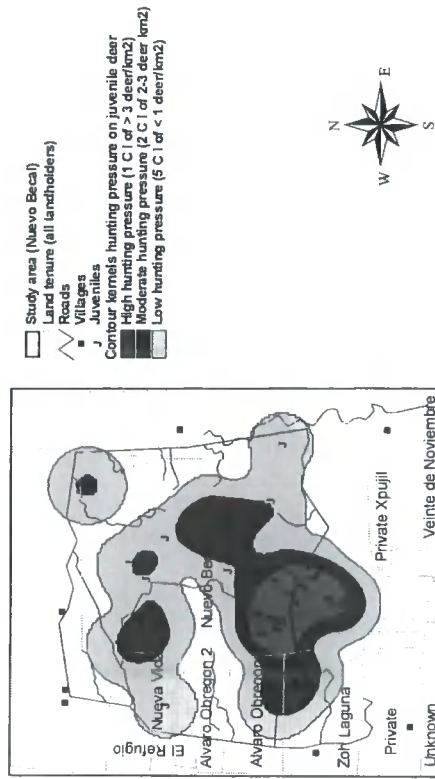 Study area (Nuevo Becal)
Land tenure (all landholders)
Roads
Villages
J Juveniles
Contour kernels hunting pressure on juvenile deer
High hunting pressure (1 C I of > 3 deer/km2)
Moderate hunting pressure (2 C I of 2-3 deer km2)
Low hunting pressure (5 C I of < 1 deer/km2)
N
W E
S
El Refugio
Nueva
Alvaro Obregon 2
Nuevo Be
Alvaro Obregon
Zoh Laguna
Private Xpujil
Private
Unknown
Veinte de Noviembre